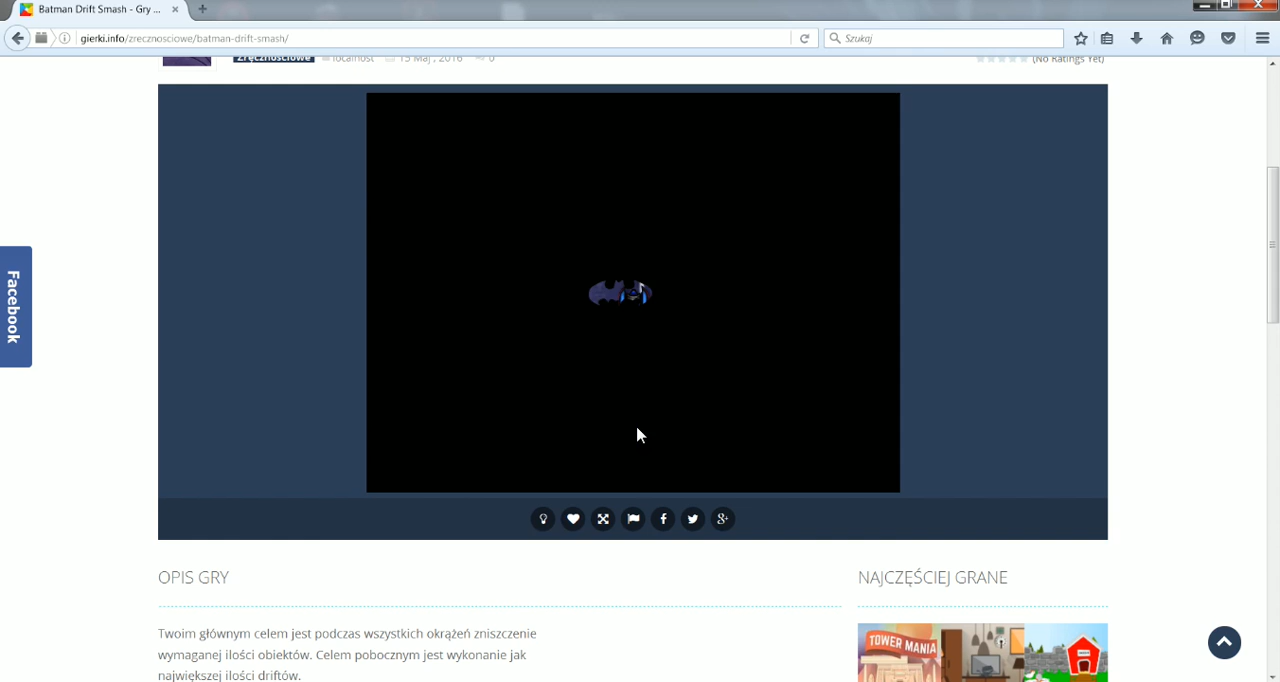 Batman Drift Smash - Gry ...
gierki.info/zrecznosciowe/batman-drift-smash/
Szukaj
Zręcznościowe
localhost
15 Maj , 2016
0
(No Ratings Yet)
Facebook
OPIS GRY
NAJCZĘŚCIEJ GRANE
Twoim głównym celem jest podczas wszystkich okrążeń zniszczenie
wymaganej ilości obiektów. Celem pobocznym jest wykonanie jak
największej ilości driftów.
TOWER MANIA